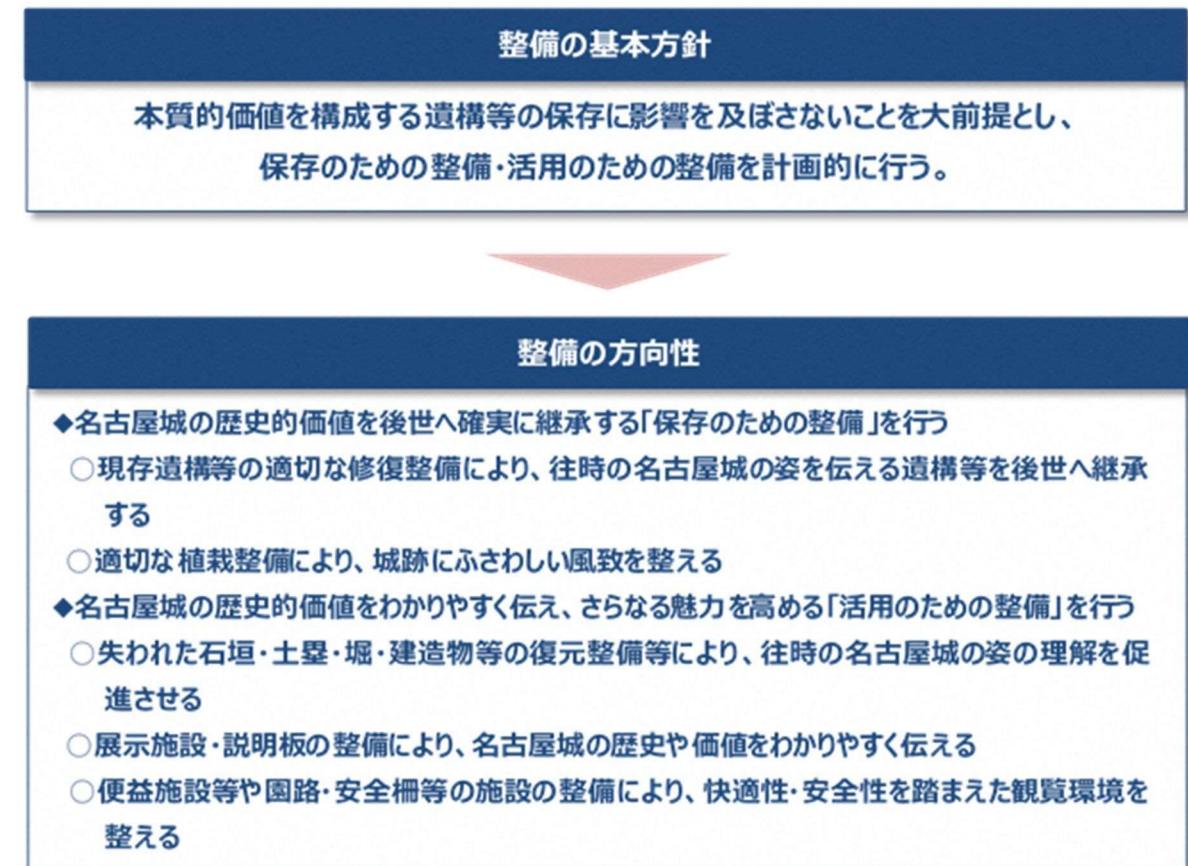 整備の基本方針
本質的価値を構成する遺構等の保存に影響を及ぼさないことを大前提とし、
保存のための整備・活用のための整備を計画的に行う。
整備の方向性
◆名古屋城の歴史的価値を後世へ確実に継承する「保存のための整備」を行う
○現存遺構等の適切な修復整備により、往時の名古屋城の姿を伝える遺構等を後世へ継承
する
○適切な植栽整備により、城跡にふさわしい風致を整える
◆名古屋城の歴史的価値をわかりやすく伝え、さらなる魅力を高める「活用のための整備」を行う
○失われた石垣・土塁・堀・建造物等の復元整備等により、往時の名古屋城の姿の理解を促
進させる
○展示施設・説明板の整備により、名古屋城の歴史や価値をわかりやすく伝える
○便益施設等や園路・安全柵等の施設の整備により、快適性・安全性を踏まえた観覧環境を
整える